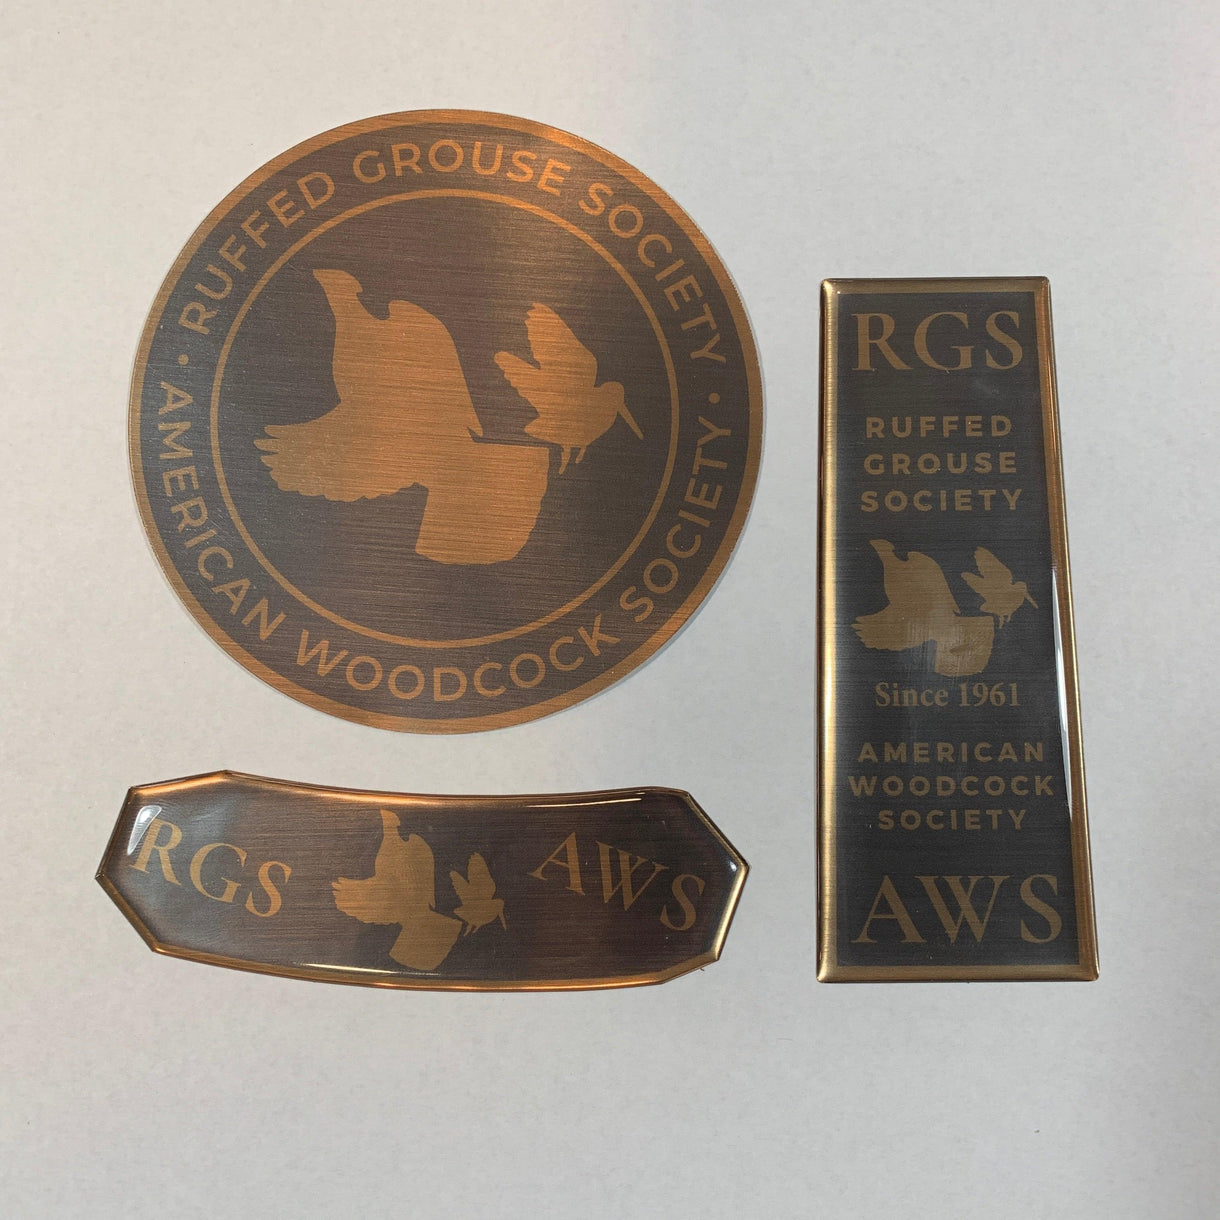 • RUFFED GROUSE SOCIETY •
AMERICAN WOODCOCK SOCIETY
RGS
RUFFED
GROUSE
SOCIETY
Since 1961
AMERICAN
WOODCOCK
SOCIETY
AWS
RGS AWS